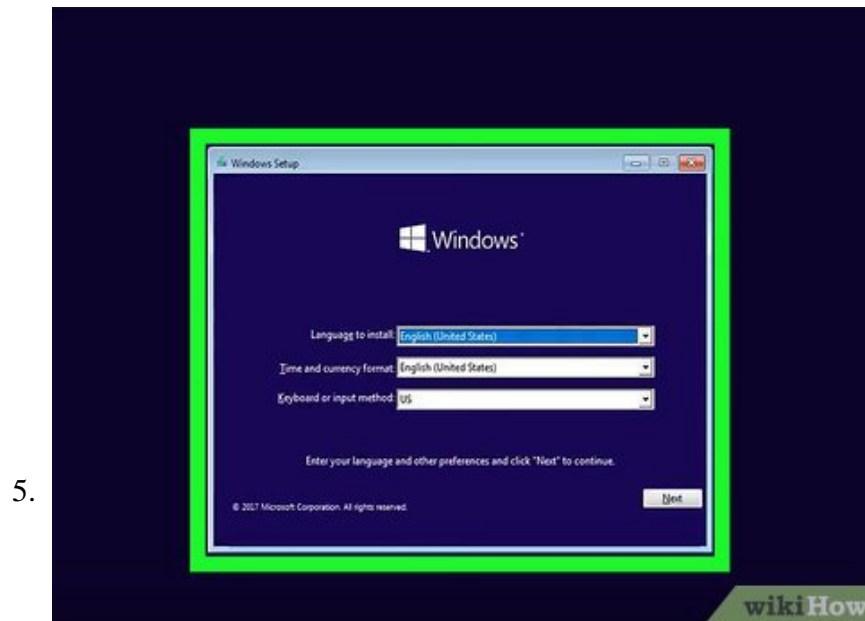 Windows Setup
Windows
Language to install: English (United States)
Time and currency format: English (United States)
Keyboard or input method: US
Enter your language and other preferences and click "Next" to continue.
5.
Next
© 2017 Microsoft Corporation. All rights reserved.
wikiHow